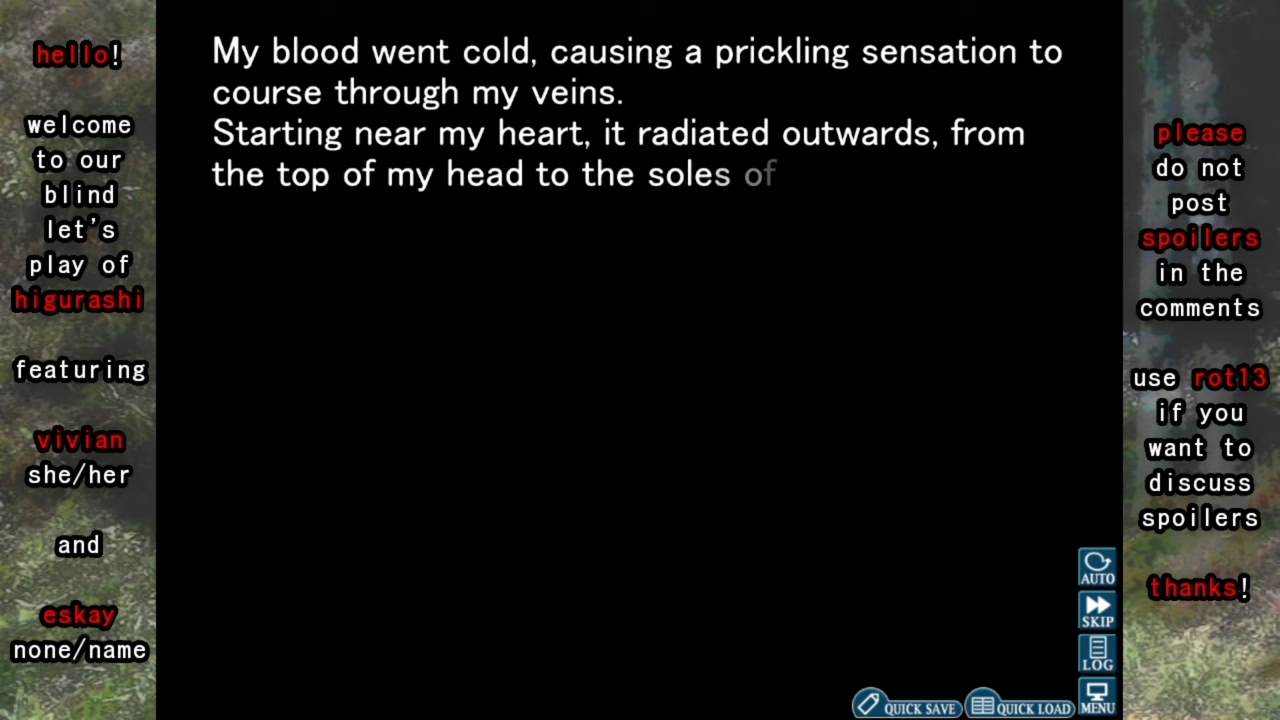 hello!
welcome
to our
blind
let's
play of
higurashi
featuring
vivian
she/her
and
eskay
none/name
My blood went cold, causing a prickling sensation to
course through my veins.
Starting near my heart, it radiated outwards, from
the top of my head to the soles of
please
do not
post
spoilers
in the
comments
use rot13
if you
want to
discuss
spoilers
thanks!
AUTO
SKIP
LOG
MENU
QUICK SAVE
QUICK LOAD